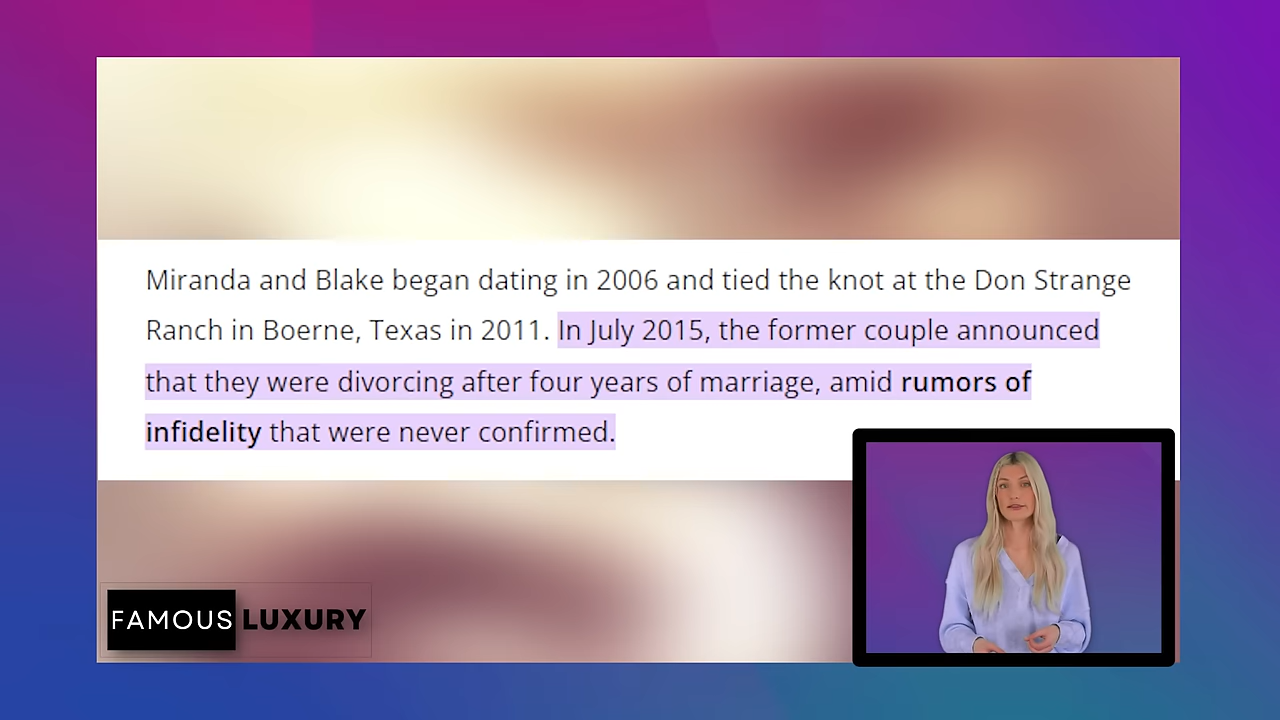 Miranda and Blake began dating in 2006 and tied the knot at the Don Strange
Ranch in Boerne, Texas in 2011. In July 2015, the former couple announced
that they were divorcing after four years of marriage, amid rumors of
infidelity that were never confirmed.
FAMOUS LUXURY